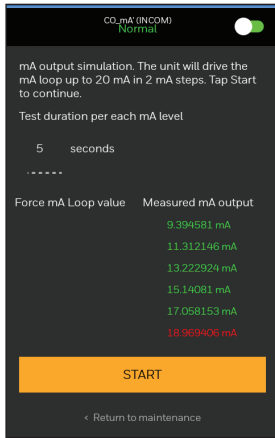 CO_mA' (INCOM)
Normal
mA output simulation. The unit will drive the
mA loop up to 20 mA in 2 mA steps. Tap Start
to continue.
Test duration per each mA level
5 seconds
Force mA Loop value Measured mA output
9.394581 mA
11.312146 mA
13.222924 mA
15.14081 mA
17.058153 mA
18.969406 mA
START
< Return to maintenance